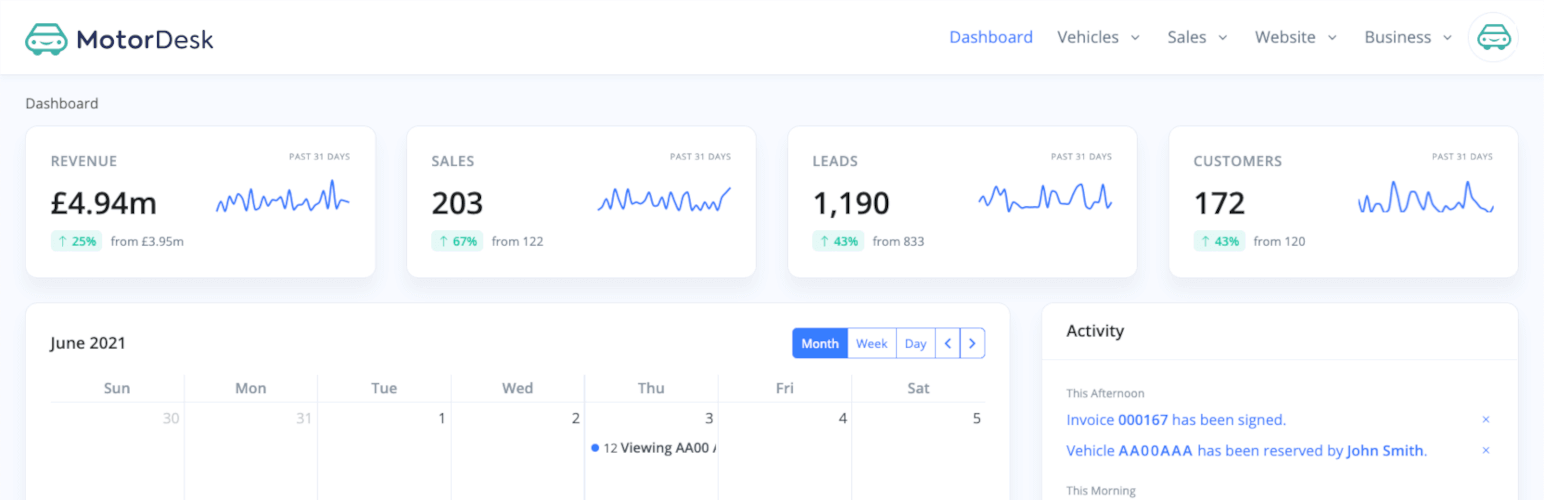 MotorDesk
Dashboard Vehicles Sales Website Business
Dashboard
REVENUE PAST 31 DAYS
£4.94m
↑ 25% from £3.95m
SALES PAST 31 DAYS
203
↑ 67% from 122
LEADS PAST 31 DAYS
1,190
↑ 43% from 833
CUSTOMERS PAST 31 DAYS
172
↑ 43% from 120
June 2021
Month Week Day
Sun Mon Tue Wed Thu Fri Sat
30 31 1 2 3 4 5
12 Viewing AA00
Activity
This Afternoon
Invoice 000167 has been signed.
Vehicle AA00AAA has been reserved by John Smith.
This Morning